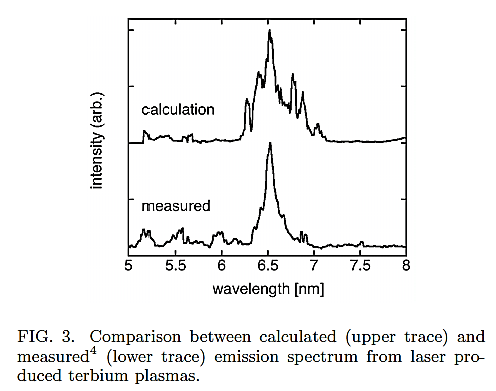 intensity (arb.)
calculation
measured
5 5.5 6 6.5 7 7.5 8
wavelength [nm]
FIG. 3. Comparison between calculated (upper trace) and
measured⁴ (lower trace) emission spectrum from laser pro-
duced terbium plasmas.